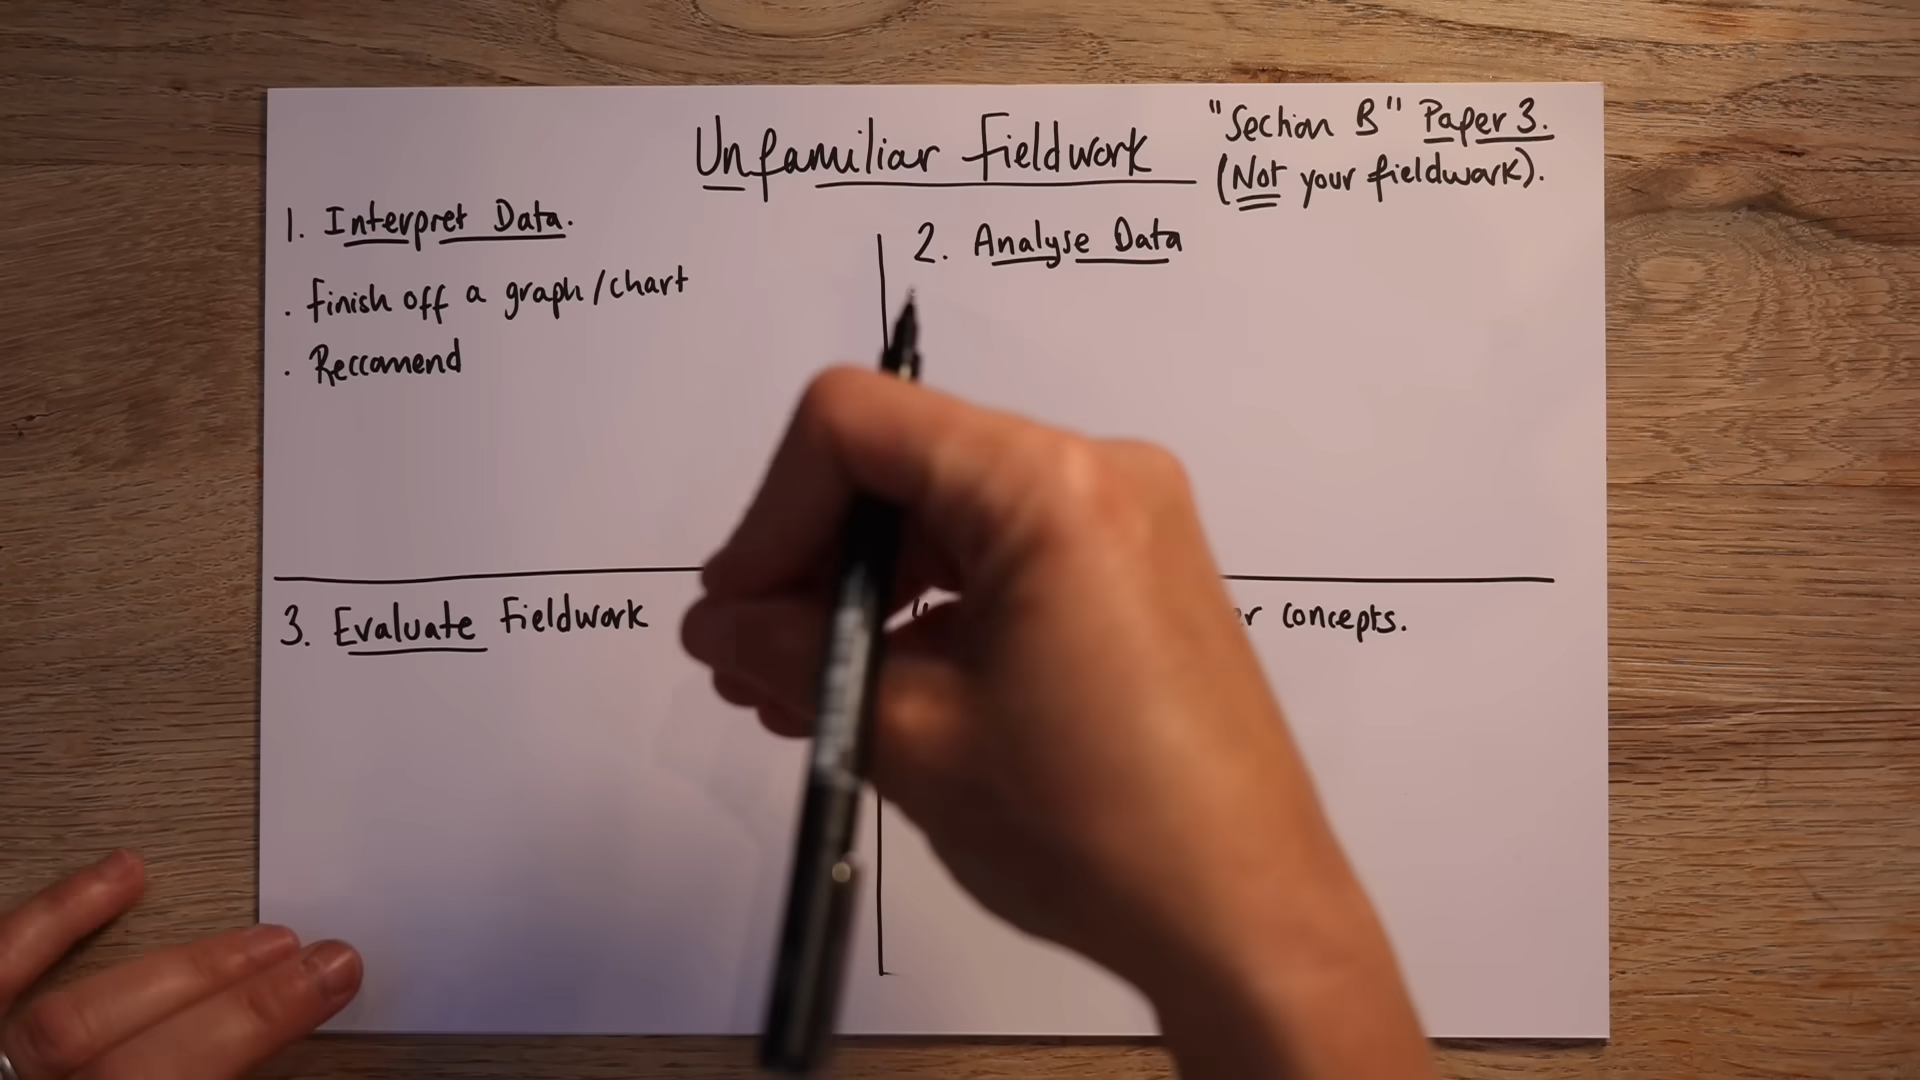 Unfamiliar Fieldwork
"Section B" Paper 3.
(Not your fieldwork).
1. Interpret Data.
. Finish off a graph/chart
. Reccomend
2. Analyse Data
3. Evaluate Fieldwork
concepts.